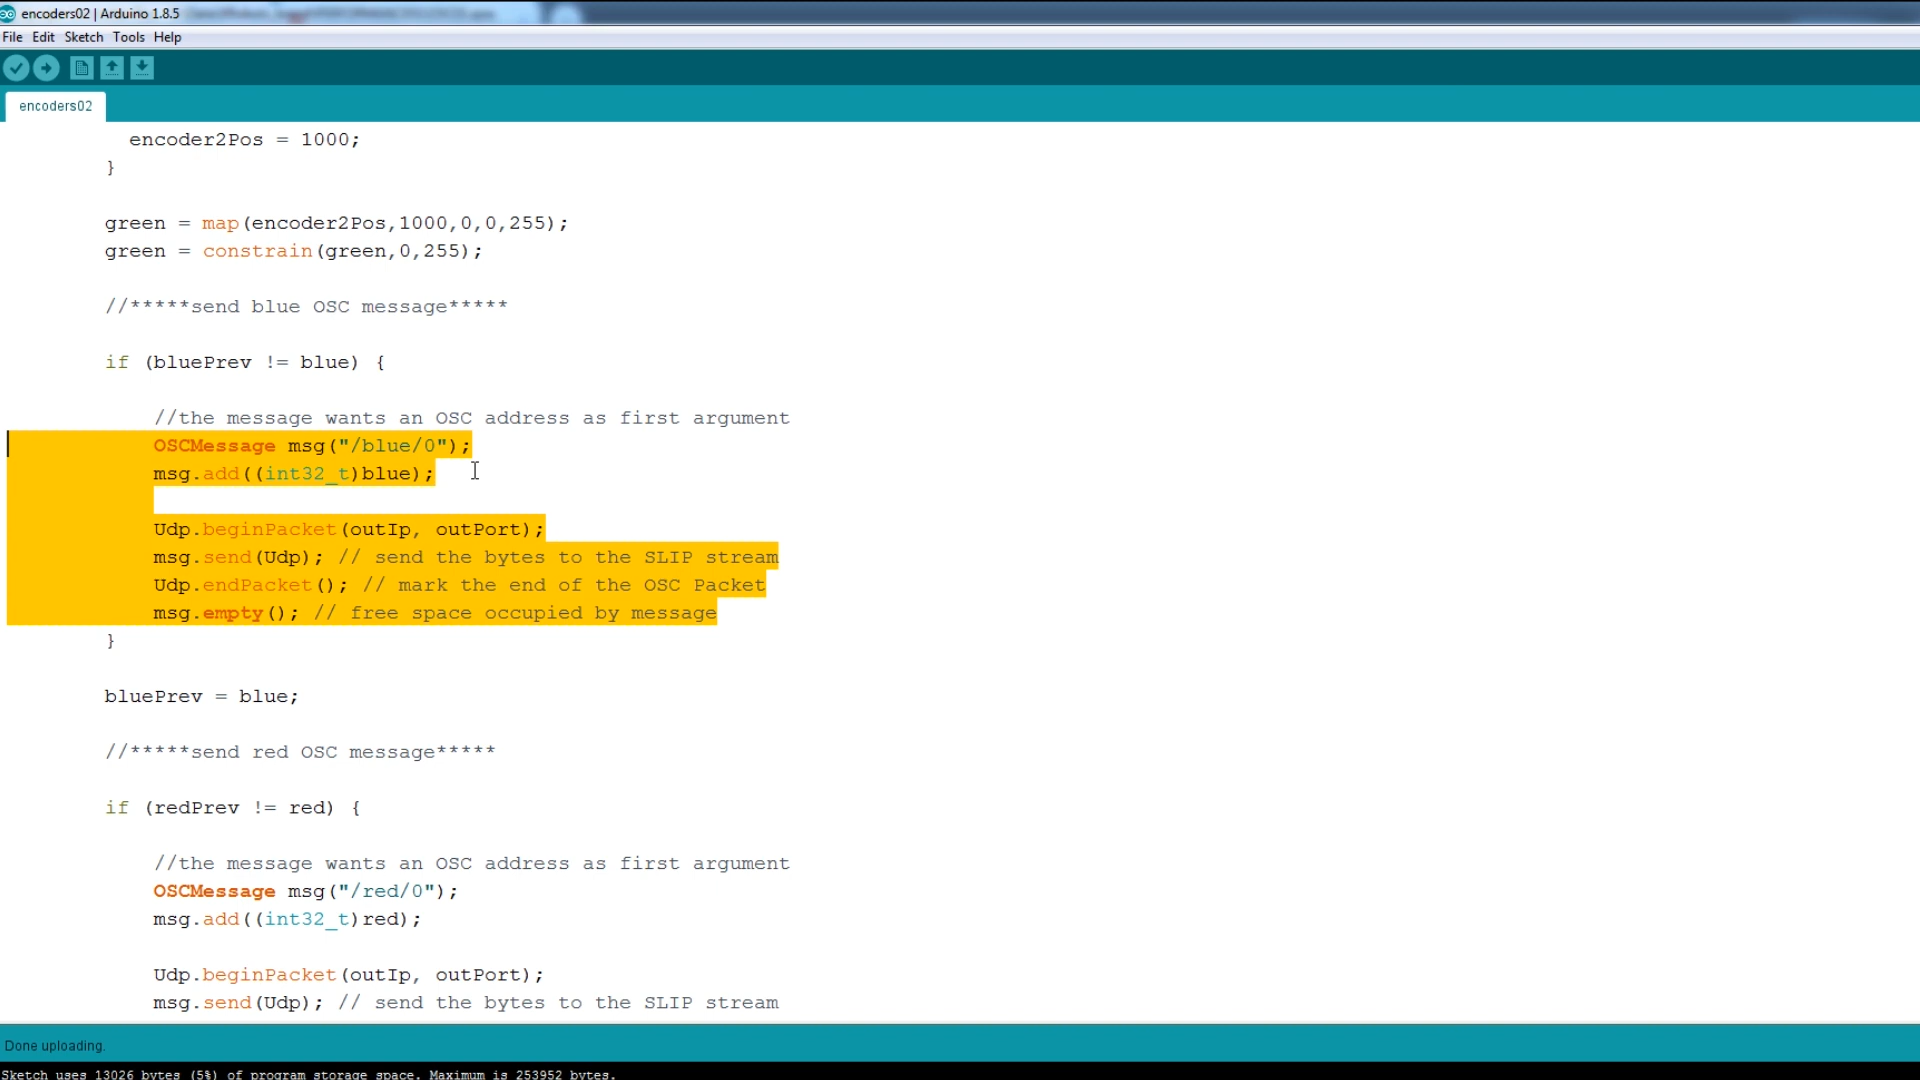 encoders02 | Arduino 1.8.5
File Edit Sketch Tools Help
encoders02
encoder2Pos = 1000;
}
green = map(encoder2Pos,1000,0,0,255);
green = constrain(green,0,255);
//*****send blue OSC message*****
if (bluePrev != blue) {
//the message wants an OSC address as first argument
OSCMessage msg("/blue/0");
msg.add((int32_t)blue);
Udp.beginPacket(outIp, outPort);
msg.send(Udp); // send the bytes to the SLIP stream
Udp.endPacket(); // mark the end of the OSC Packet
msg.empty(); // free space occupied by message
}
bluePrev = blue;
//*****send red OSC message*****
if (redPrev != red) {
//the message wants an OSC address as first argument
OSCMessage msg("/red/0");
msg.add((int32_t)red);
Udp.beginPacket(outIp, outPort);
msg.send(Udp); // send the bytes to the SLIP stream
Done uploading.
Sketch uses 13026 bytes (5%) of program storage space. Maximum is 253952 bytes.